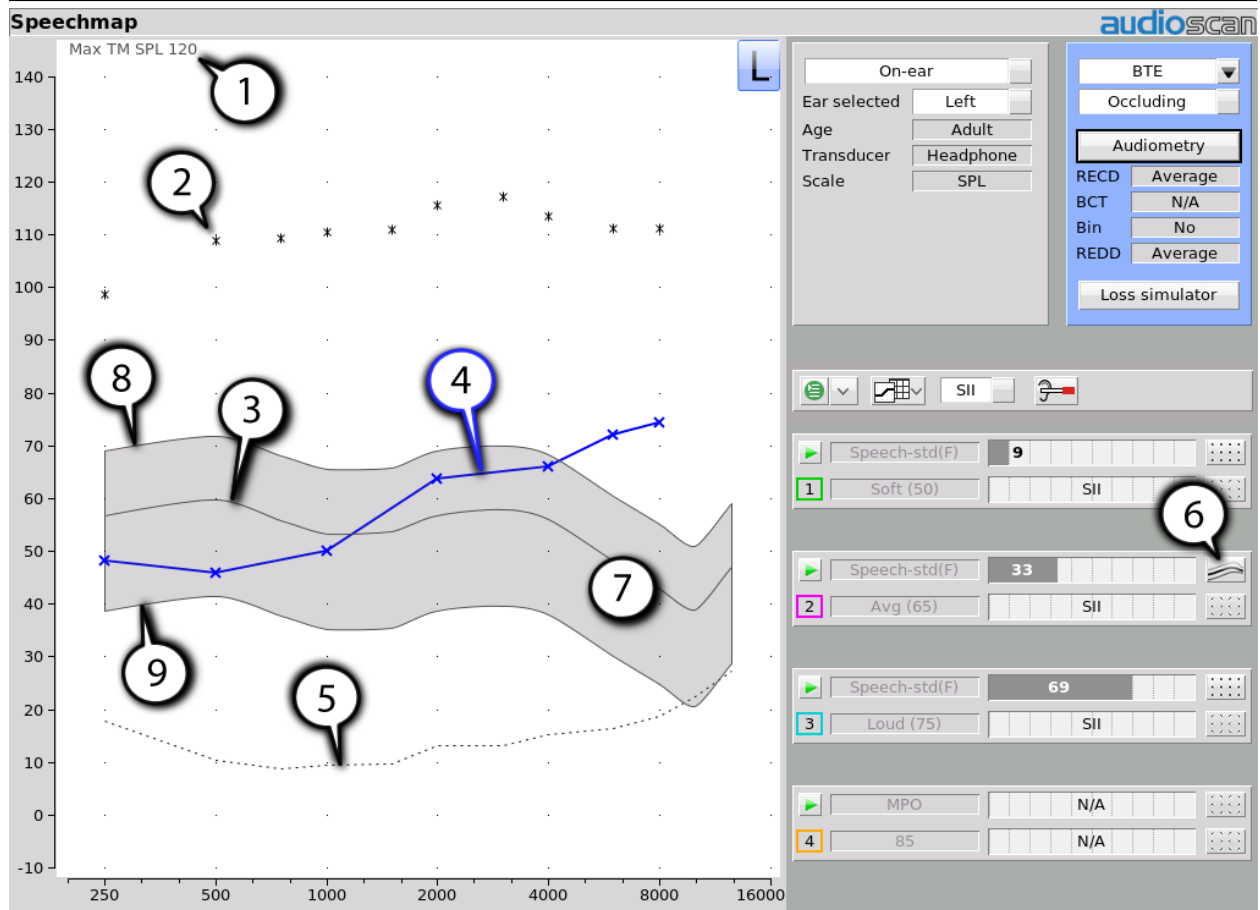 Speechmap
audioscan
Max TM SPL 120
L
1
2
3
4
5
6
7
8
9
140
130
120
110
100
90
80
70
60
50
40
30
20
10
0
-10
250 500 1000 2000 4000 8000 16000
On-ear
Ear selected Left
Age Adult
Transducer Headphone
Scale SPL
BTE
Occluding
Audiometry
RECD Average
BCT N/A
Bin No
REDD Average
Loss simulator
SII
Speech-std(F) 9
1 Soft (50) SII
Speech-std(F) 33
2 Avg (65) SII
Speech-std(F) 69
3 Loud (75) SII
MPO N/A
4 85 N/A